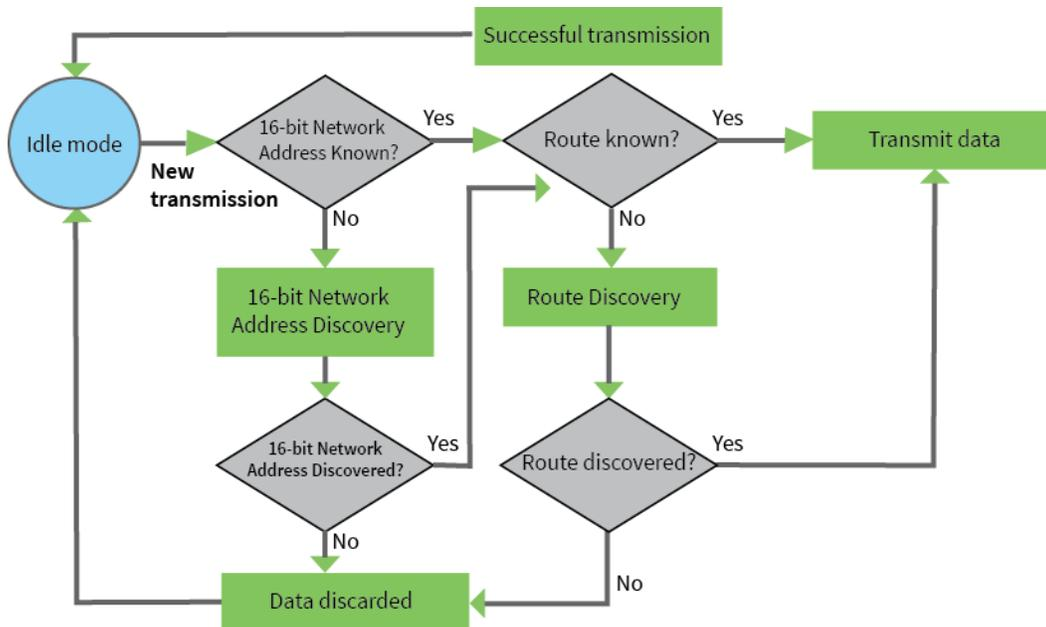 Successful transmission
Idle mode
New
transmission
16-bit Network
Address Known?
Yes
Route known?
Yes
Transmit data
No
No
16-bit Network
Address Discovery
Route Discovery
16-bit Network
Address Discovered?
Yes
Route discovered?
Yes
No
No
Data discarded